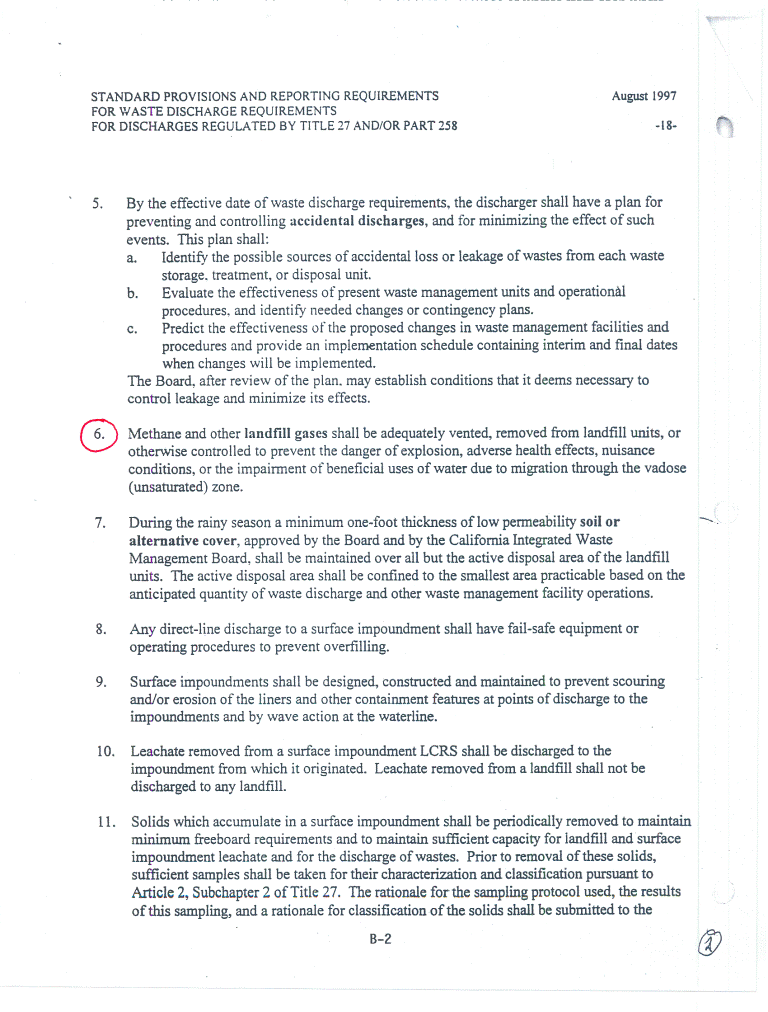 STANDARD PROVISIONS AND REPORTING REQUIREMENTS August 1997
FOR WASTE DISCHARGE REQUIREMENTS
FOR DISCHARGES REGULATED BY TITLE 27 AND/OR PART 258 -18-
5. By the effective date of waste discharge requirements, the discharger shall have a plan for
preventing and controlling accidental discharges, and for minimizing the effect of such
events. This plan shall:
a. Identify the possible sources of accidental loss or leakage of wastes from each waste
storage, treatment, or disposal unit.
b. Evaluate the effectiveness of present waste management units and operational
procedures, and identify needed changes or contingency plans.
c. Predict the effectiveness of the proposed changes in waste management facilities and
procedures and provide an implementation schedule containing interim and final dates
when changes will be implemented.
The Board, after review of the plan, may establish conditions that it deems necessary to
control leakage and minimize its effects.
6. Methane and other landfill gases shall be adequately vented, removed from landfill units, or
otherwise controlled to prevent the danger of explosion, adverse health effects, nuisance
conditions, or the impairment of beneficial uses of water due to migration through the vadose
(unsaturated) zone.
7. During the rainy season a minimum one-foot thickness of low permeability soil or
alternative cover, approved by the Board and by the California Integrated Waste
Management Board, shall be maintained over all but the active disposal area of the landfill
units. The active disposal area shall be confined to the smallest area practicable based on the
anticipated quantity of waste discharge and other waste management facility operations.
8. Any direct-line discharge to a surface impoundment shall have fail-safe equipment or
operating procedures to prevent overfilling.
9. Surface impoundments shall be designed, constructed and maintained to prevent scouring
and/or erosion of the liners and other containment features at points of discharge to the
impoundments and by wave action at the waterline.
10. Leachate removed from a surface impoundment LCRS shall be discharged to the
impoundment from which it originated. Leachate removed from a landfill shall not be
discharged to any landfill.
11. Solids which accumulate in a surface impoundment shall be periodically removed to maintain
minimum freeboard requirements and to maintain sufficient capacity for landfill and surface
impoundment leachate and for the discharge of wastes. Prior to removal of these solids,
sufficient samples shall be taken for their characterization and classification pursuant to
Article 2, Subchapter 2 of Title 27. The rationale for the sampling protocol used, the results
of this sampling, and a rationale for classification of the solids shall be submitted to the
B-2
2